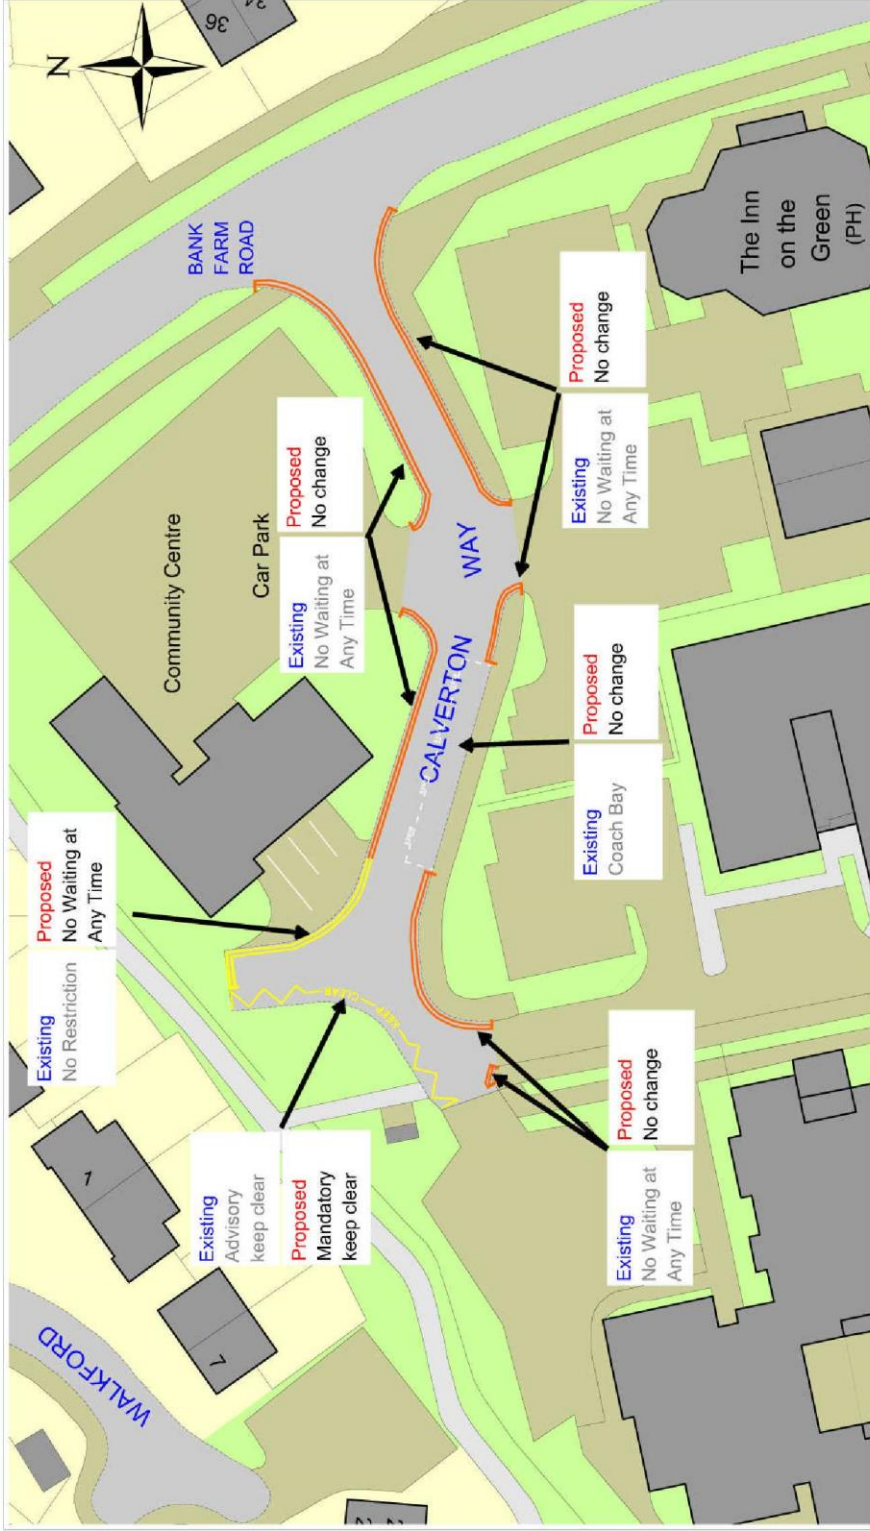 N
Existing
No Restriction
Proposed
No Waiting at
Any Time
WALKFORD
1
7
36
34
Existing
Advisory
keep clear
Proposed
Mandatory
keep clear
Community Centre
Car Park
BANK
FARM
ROAD
Existing
No Waiting at
Any Time
Proposed
No change
KEEP
CLEAR
CALVERTON
WAY
Existing
No Waiting at
Any Time
Proposed
No change
Existing
Coach Bay
Proposed
No change
Existing
No Waiting at
Any Time
Proposed
No change
The Inn
on the
Green
(PH)